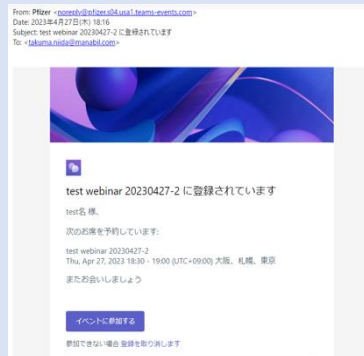 From: Pfizer <noreply@pfizer.s04.usa1.teams-events.com>
Date: 2023年4月27日(木) 18:16
Subject: test webinar 20230427-2 に登録されています
To: <takuma.niida@manabil.com>
test webinar 20230427-2 に登録されています
test名 様、
次のお席を予約しています:
test webinar 20230427-2
Thu, Apr 27, 2023 18:30 - 19:00 (UTC+09:00) 大阪、札幌、東京
またお会いしましょう
イベントに参加する
参加できない場合 登録を取り消します